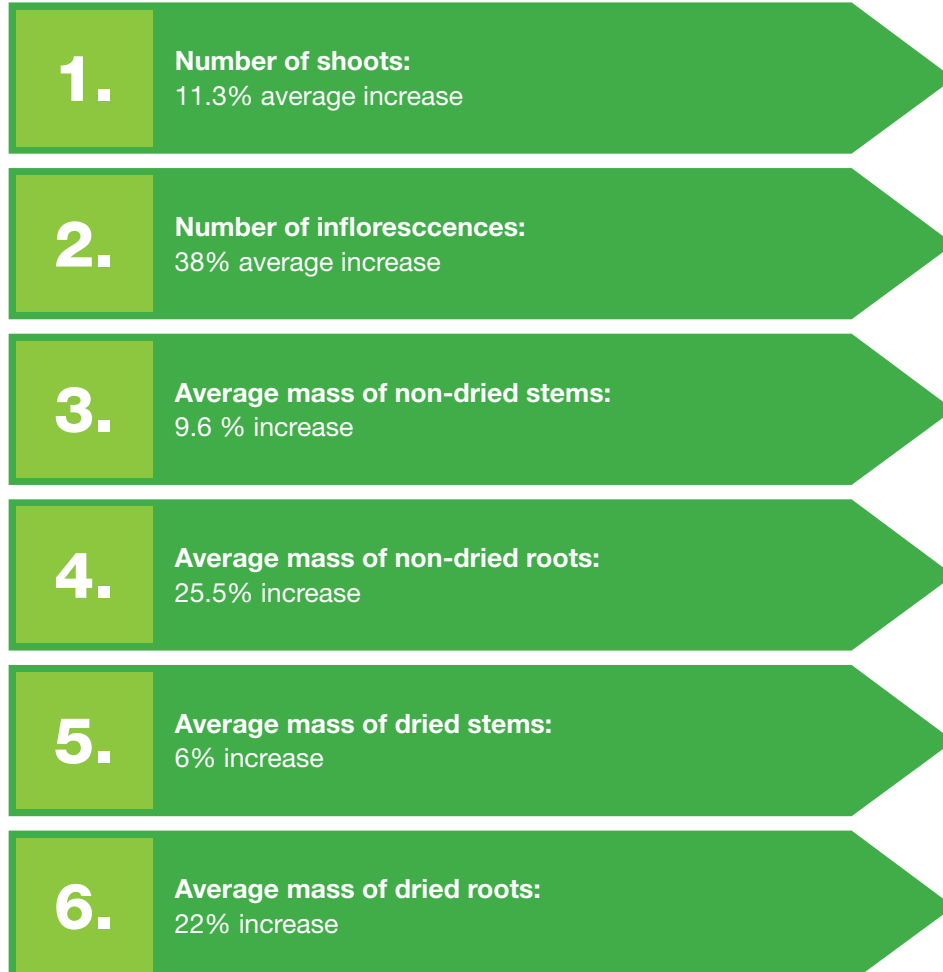 1.
Number of shoots:
11.3% average increase
2.
Number of infloresccences:
38% average increase
3.
Average mass of non-dried stems:
9.6 % increase
4.
Average mass of non-dried roots:
25.5% increase
5.
Average mass of dried stems:
6% increase
6.
Average mass of dried roots:
22% increase